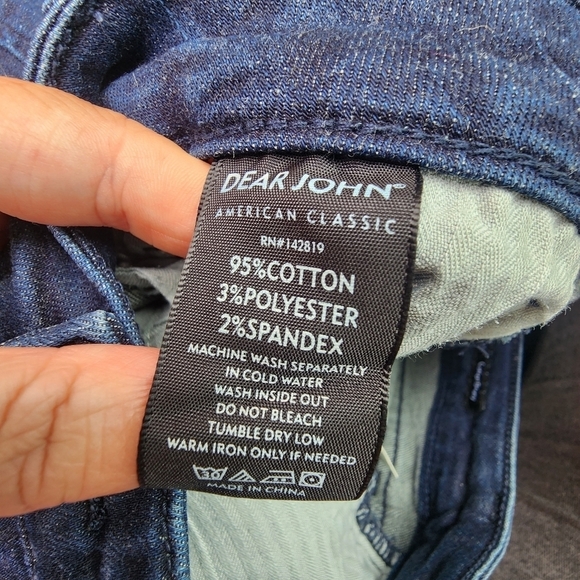 DEAR JOHN
AMERICAN CLASSIC
RN#142819
95%COTTON
3%POLYESTER
2%SPANDEX
MACHINE WASH SEPARATELY
IN COLD WATER
WASH INSIDE OUT
DO NOT BLEACH
TUMBLE DRY LOW
WARM IRON ONLY IF NEEDED
30
MADE IN CHINA